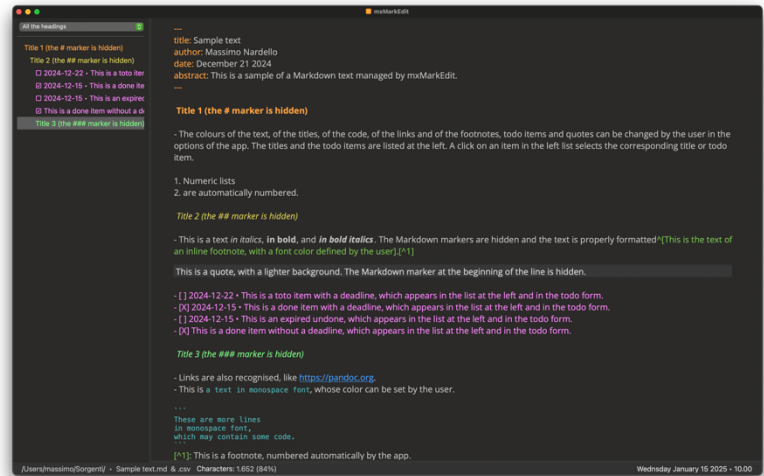 mxMarkEdit
All the headings
Title 1 (the # marker is hidden)
Title 2 (the ## marker is hidden)
2024-12-22 • This is a toto iter
2024-12-15 • This is a done ite
2024-12-15 • This is an expired
This is a done item without a de
Title 3 (the ### marker is hidden)
---
title: Sample text
author: Massimo Nardello
date: December 21 2024
abstract: This is a sample of a Markdown text managed by mxMarkEdit.
---
Title 1 (the # marker is hidden)
- The colours of the text, of the titles, of the code, of the links and of the footnotes, todo items and quotes can be changed by the user in the
options of the app. The titles and the todo items are listed at the left. A click on an item in the left list selects the corresponding title or todo
item.
1. Numeric lists
2. are automatically numbered.
Title 2 (the ## marker is hidden)
- This is a text in italics, in bold, and in bold italics. The Markdown markers are hidden and the text is properly formatted^[This is the text of
an inline footnote, with a font color defined by the user].[^1]
This is a quote, with a lighter background. The Markdown marker at the beginning of the line is hidden.
- [ ] 2024-12-22 • This is a toto item with a deadline, which appears in the list at the left and in the todo form.
- [X] 2024-12-15 • This is a done item with a deadline, which appears in the list at the left and in the todo form.
- [ ] 2024-12-15 • This is an expired undone, which appears in the list at the left and in the todo form.
- [X] This is a done item without a deadline, which appears in the list at the left and in the todo form.
Title 3 (the ### marker is hidden)
- Links are also recognised, like https://pandoc.org.
- This is a text in monospace font, whose color can be set by the user.
```
These are more lines
in monospace font,
which may contain some code.
```
[^1]: This is a footnote, numbered automatically by the app.
/Users/massimo/Sorgenti/ • Sample text.md & .csv Characters: 1.652 (84%)
Wednesday January 15 2025 • 10.00